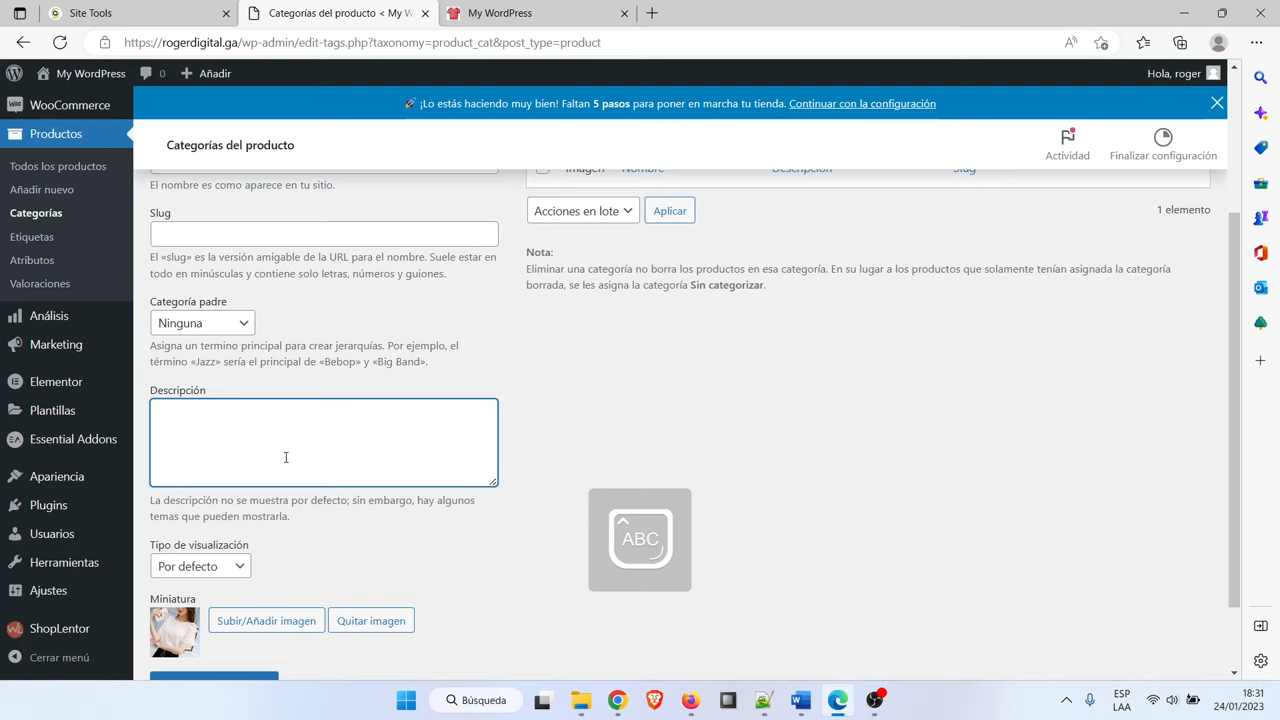 Site Tools
Categorías del producto < My W
My WordPress
https://rogerdigital.ga/wp-admin/edit-tags.php?taxonomy=product_cat&post_type=product
My WordPress
0
Añadir
Hola, roger
¡Lo estás haciendo muy bien! Faltan 5 pasos para poner en marcha tu tienda. Continuar con la configuración
WooCommerce
Productos
Todos los productos
Añadir nuevo
Categorías
Etiquetas
Atributos
Valoraciones
Análisis
Marketing
Elementor
Plantillas
Essential Addons
Apariencia
Plugins
Usuarios
Herramientas
Ajustes
ShopLentor
Cerrar menú
Categorías del producto
Actividad
Finalizar configuración
El nombre es como aparece en tu sitio.
Slug
El «slug» es la versión amigable de la URL para el nombre. Suele estar en
todo en minúsculas y contiene solo letras, números y guiones.
Categoría padre
Ninguna
Asigna un termino principal para crear jerarquías. Por ejemplo, el
término «Jazz» sería el principal de «Bebop» y «Big Band».
Descripción
La descripción no se muestra por defecto; sin embargo, hay algunos
temas que pueden mostrarla.
Tipo de visualización
Por defecto
Miniatura
Subir/Añadir imagen
Quitar imagen
Imagen
Nombre
Descripción
Slug
Acciones en lote
Aplicar
1 elemento
Nota:
Eliminar una categoría no borra los productos en esa categoría. En su lugar a los productos que solamente tenían asignada la categoría
borrada, se les asigna la categoría Sin categorizar.
ABC
Búsqueda
ESP
LAA
18:31
24/01/2023